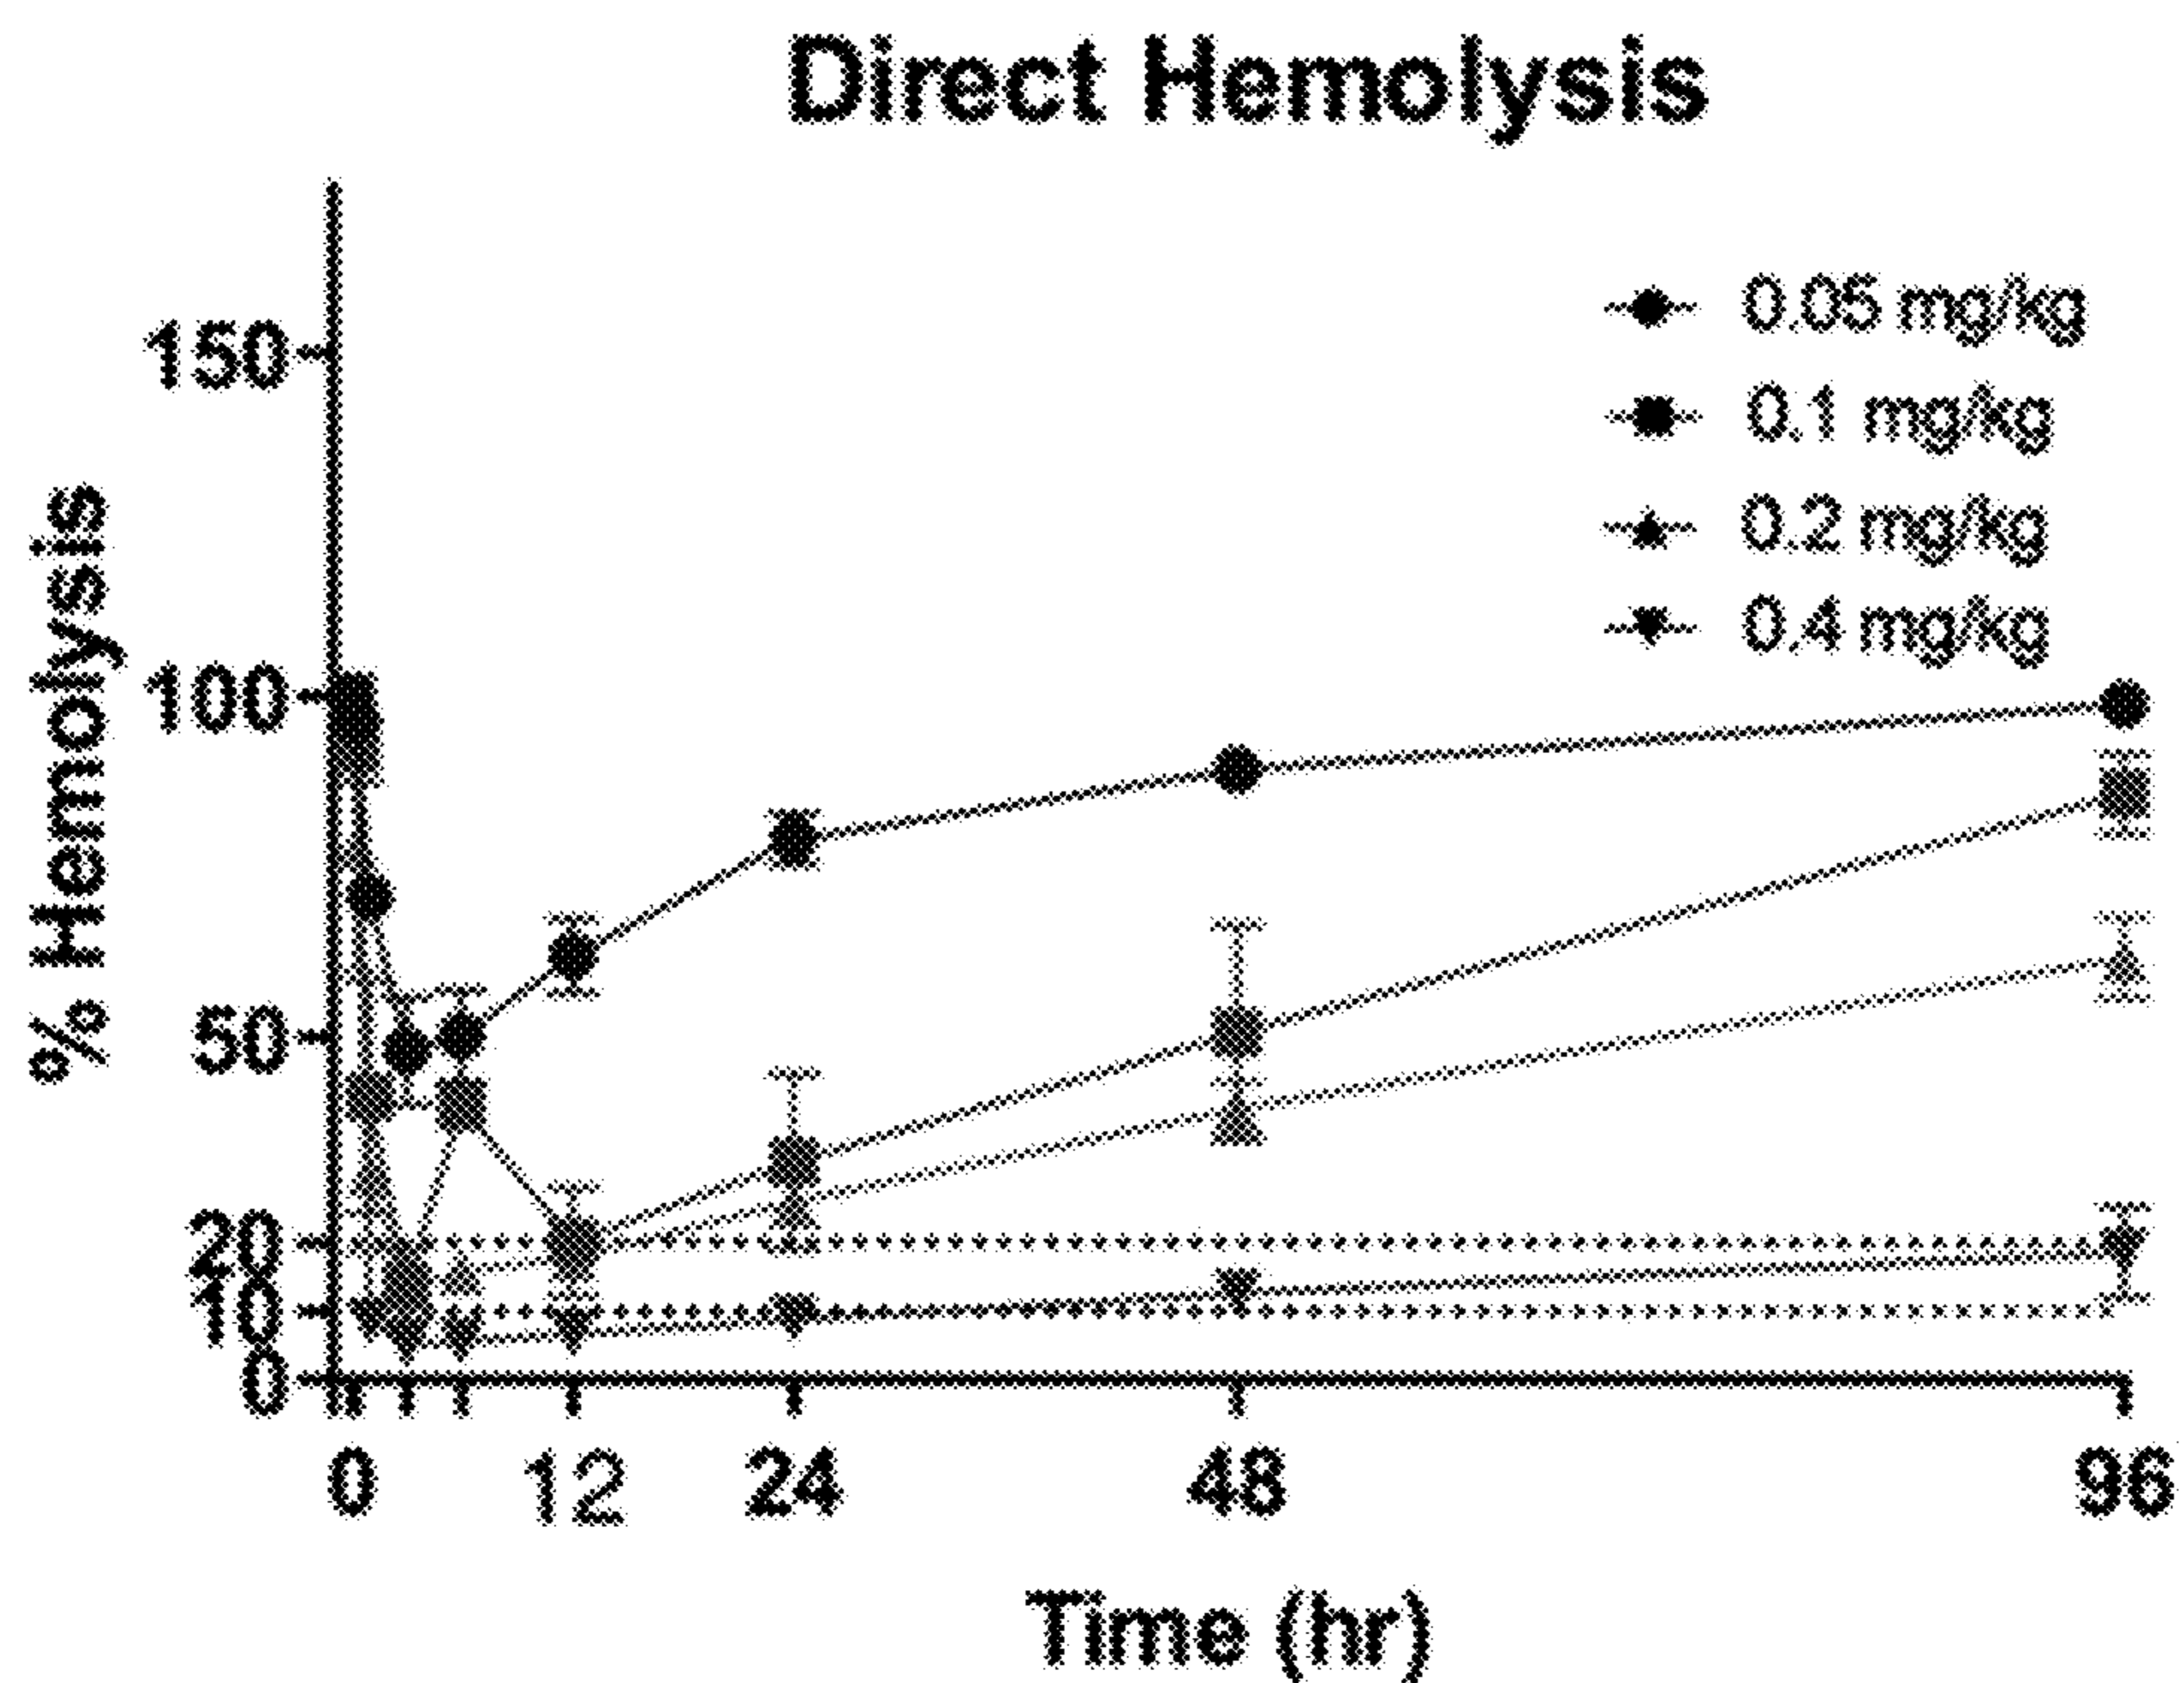 Direct Hemolysis
0.05 mg/kg
0.1 mg/kg
0.2 mg/kg
0.4 mg/kg
% Hemolysis
150
100
50
20
10
0
0 12 24 48 96
Time (hr)